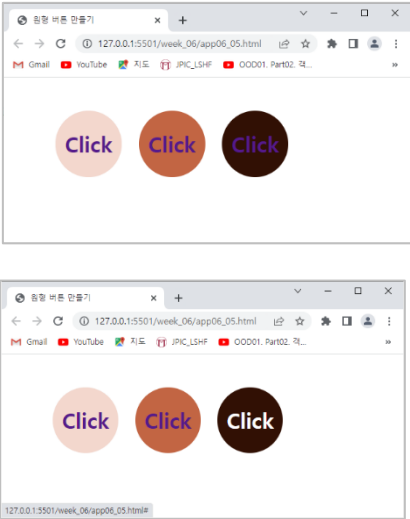 원형 버튼 만들기
127.0.0.1:5501/week_06/app06_05.html
Gmail YouTube 지도 JPIC_LSHF OOD01. Part02. 객...
Click Click Click
원형 버튼 만들기
127.0.0.1:5501/week_06/app06_05.html
Gmail YouTube 지도 JPIC_LSHF OOD01. Part02. 객...
Click Click Click
127.0.0.1:5501/week_06/app06_05.html#